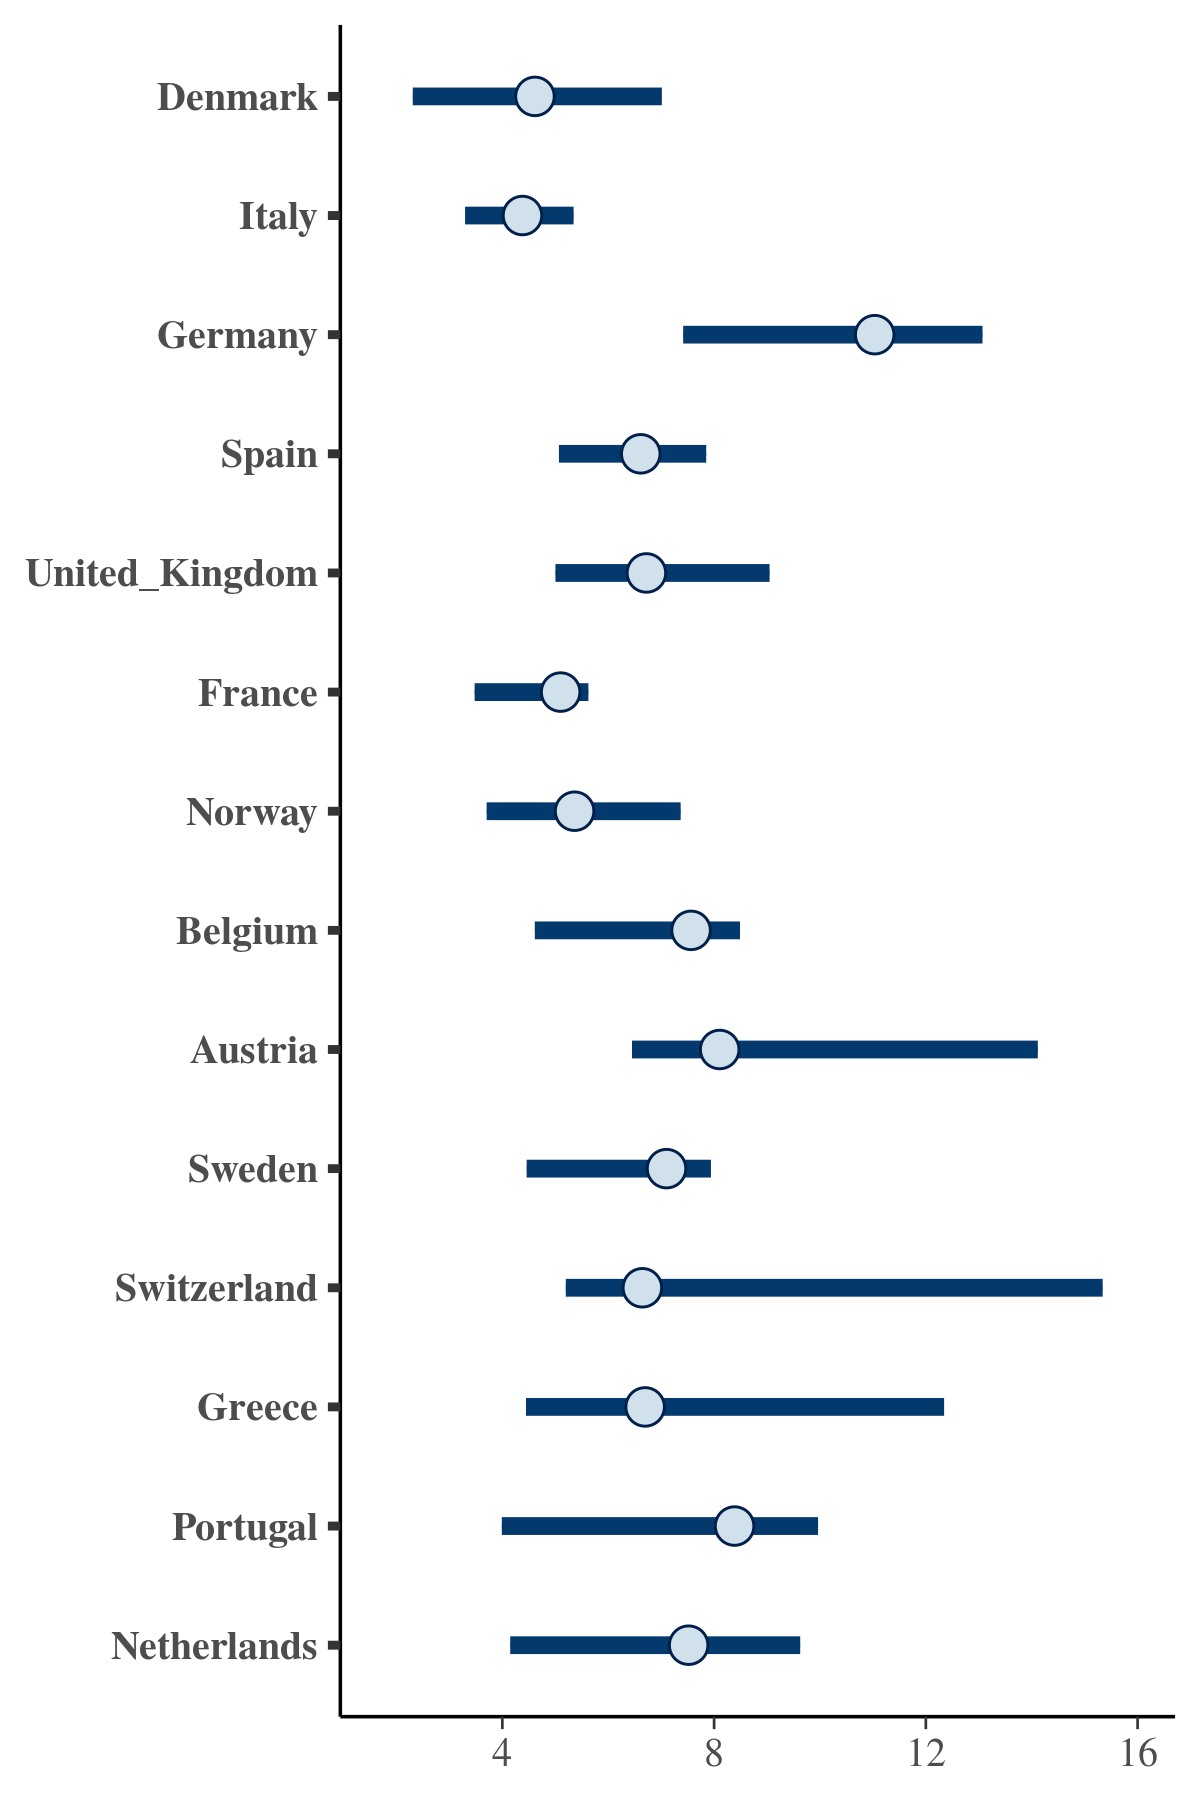 Denmark
Italy
Germany
Spain
United_Kingdom
France
Norway
Belgium
Austria
Sweden
Switzerland
Greece
Portugal
Netherlands
4 8 12 16